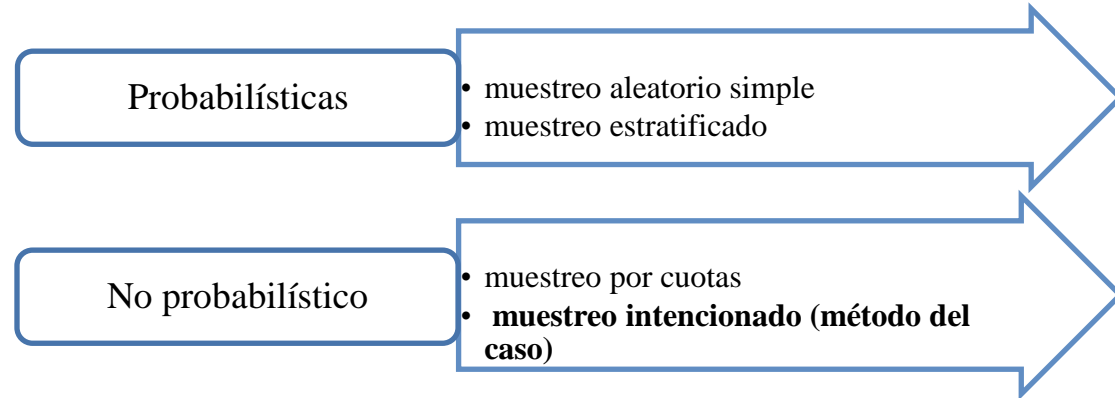 Probabilísticas
• muestreo aleatorio simple
• muestreo estratificado
No probabilístico
• muestreo por cuotas
• muestreo intencionado (método del
caso)